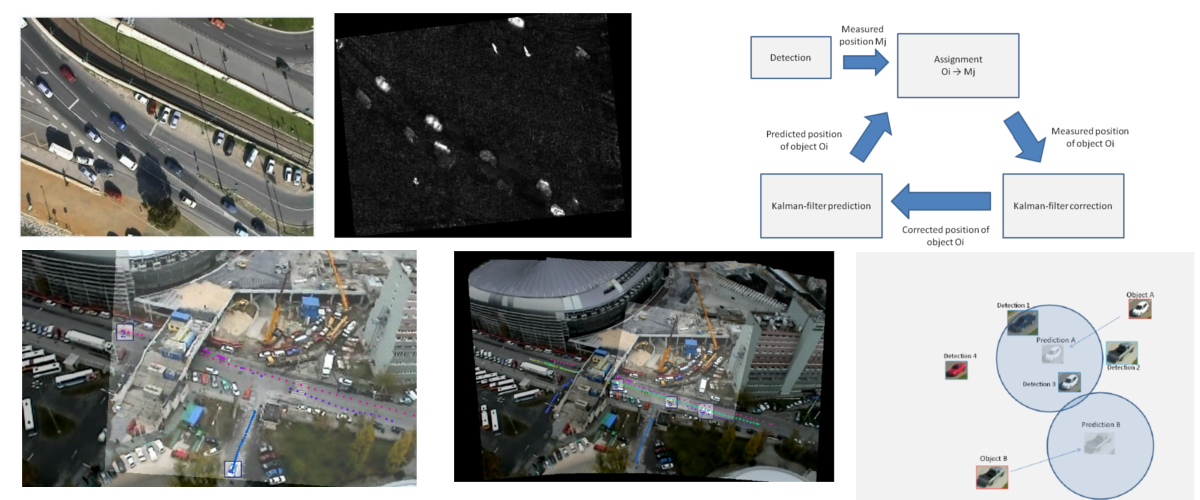 Detection
Measured
position Mj
Assignment
Oi → Mj
Predicted position
of object Oi
Measured position
of object Oi
Kalman-filter prediction
Kalman-filter correction
Corrected position of
object Oi
Object A
Detection 1
Prediction A
Detection 4
Detection 2
Detection 3
Prediction B
Object B